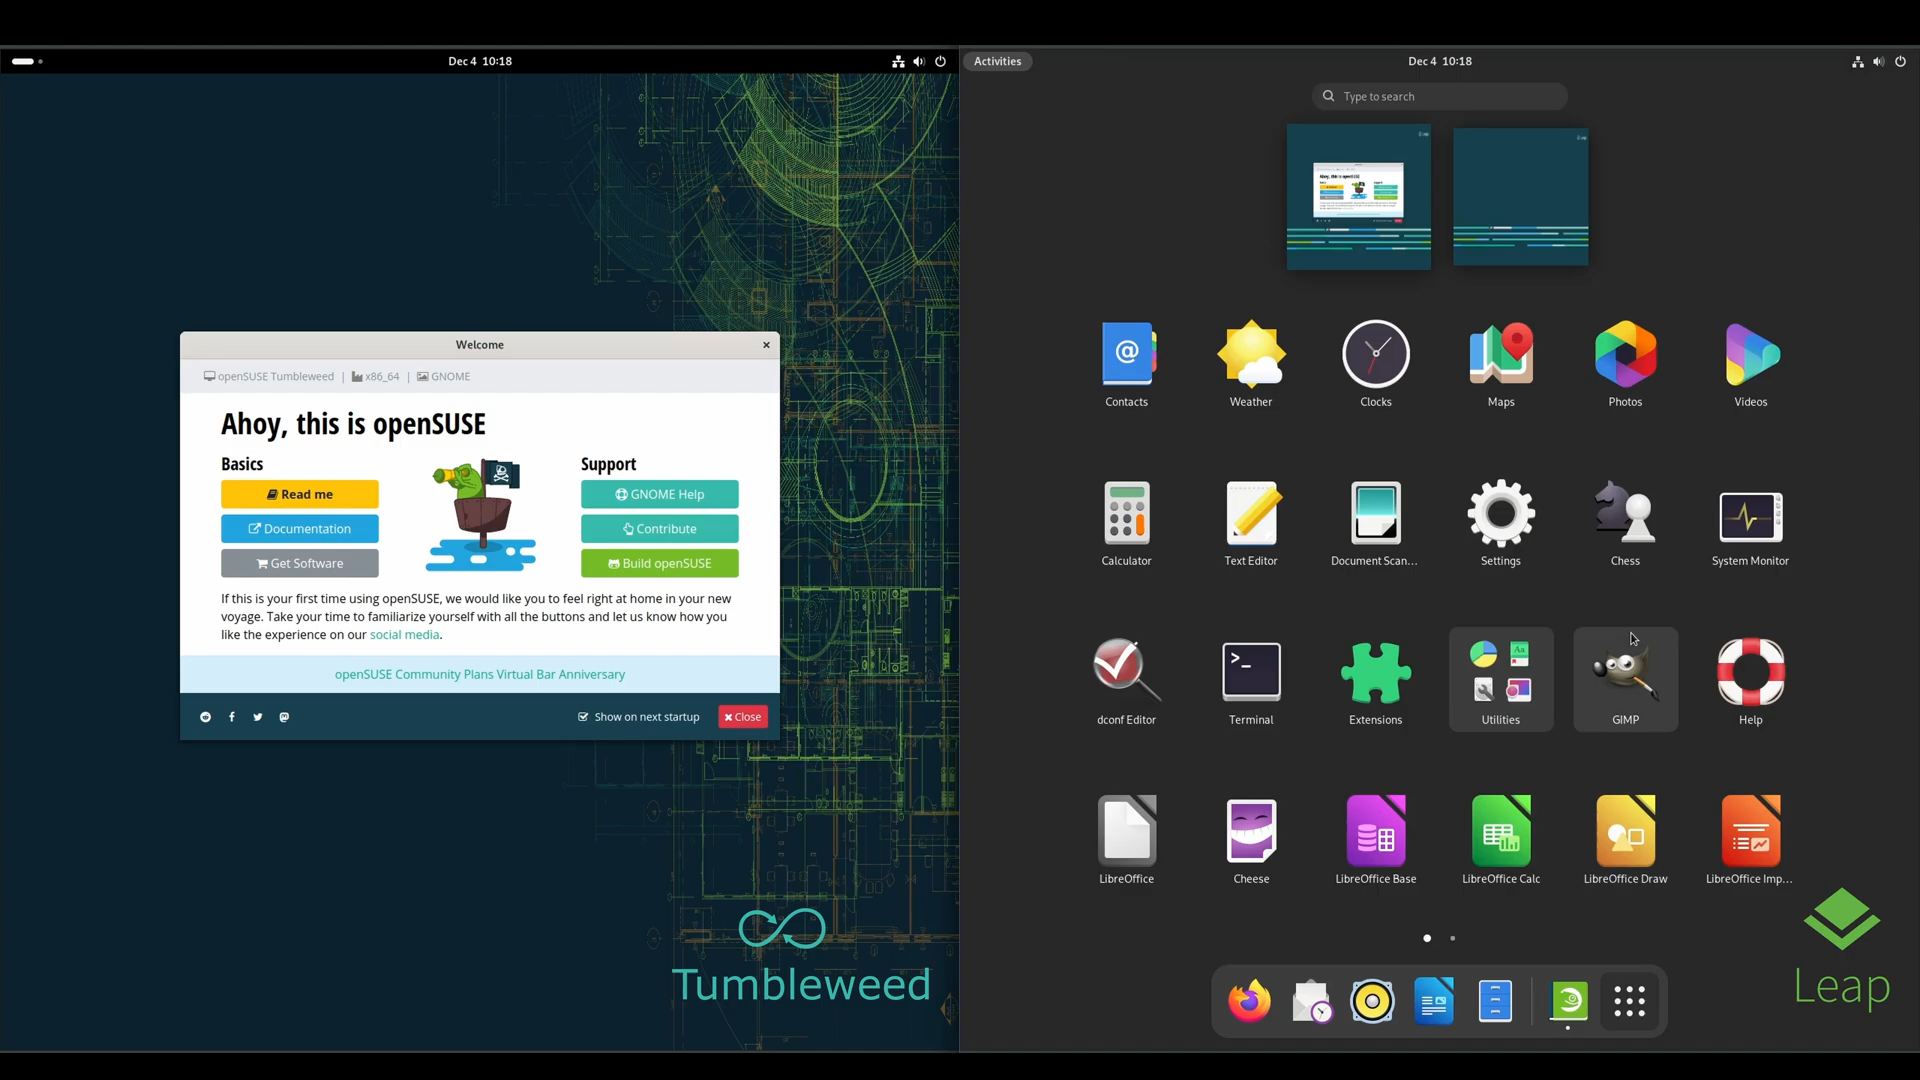 Dec 4 10:18
Welcome
openSUSE Tumbleweed | x86_64 | GNOME
Ahoy, this is openSUSE
Basics
Support
Read me
GNOME Help
Documentation
Contribute
Get Software
Build openSUSE
If this is your first time using openSUSE, we would like you to feel right at home in your new
voyage. Take your time to familiarize yourself with all the buttons and let us know how you
like the experience on our social media.
openSUSE Community Plans Virtual Bar Anniversary
Show on next startup
Close
Tumbleweed
Activities
Dec 4 10:18
Type to search
Ahoy, this is openSUSE
Contacts
Weather
Clocks
Maps
Photos
Videos
Calculator
Text Editor
Document Scan...
Settings
Chess
System Monitor
dconf Editor
Terminal
Extensions
Utilities
GIMP
Help
LibreOffice
Cheese
LibreOffice Base
LibreOffice Calc
LibreOffice Draw
LibreOffice Imp...
Leap